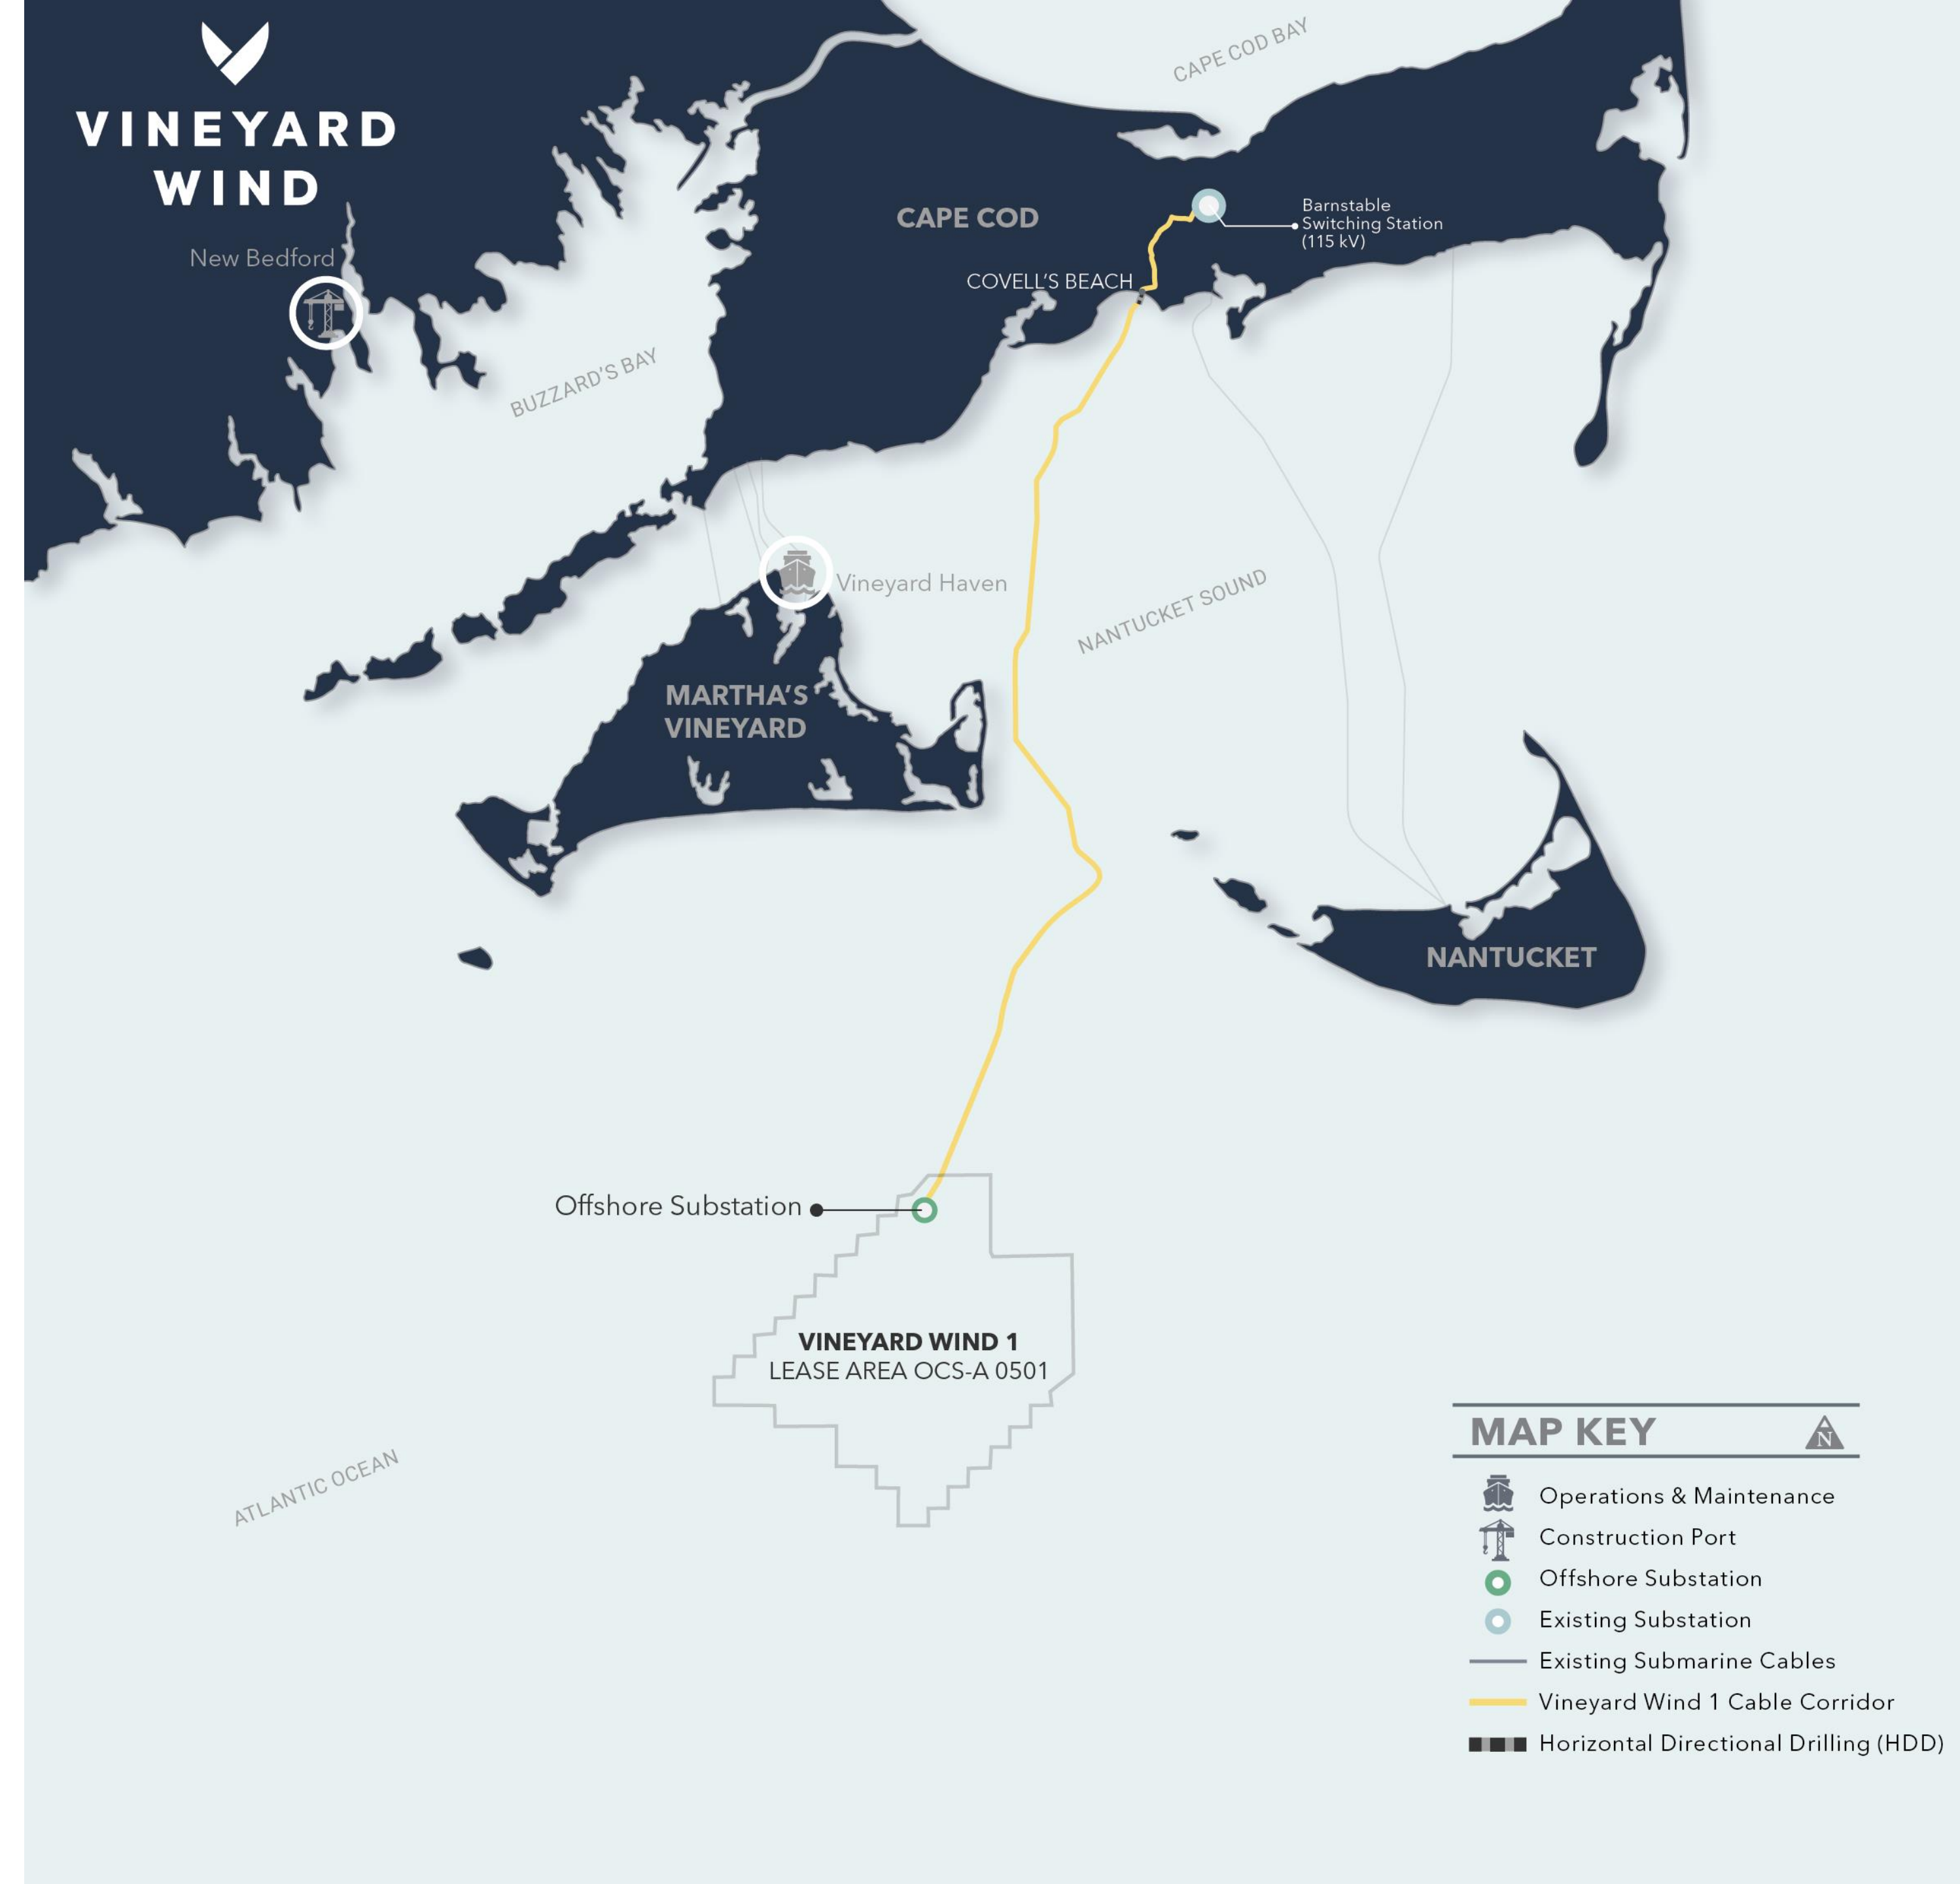 VINEYARD
WIND
CAPE COD BAY
New Bedford
CAPE COD
Barnstable
Switching Station
(115 kV)
COVELL'S BEACH
BUZZARD'S BAY
Vineyard Haven
NANTUCKET SOUND
MARTHA'S
VINEYARD
NANTUCKET
Offshore Substation
VINEYARD WIND 1
LEASE AREA OCS-A 0501
ATLANTIC OCEAN
MAP KEY
N
Operations & Maintenance
Construction Port
Offshore Substation
Existing Substation
Existing Submarine Cables
Vineyard Wind 1 Cable Corridor
Horizontal Directional Drilling (HDD)